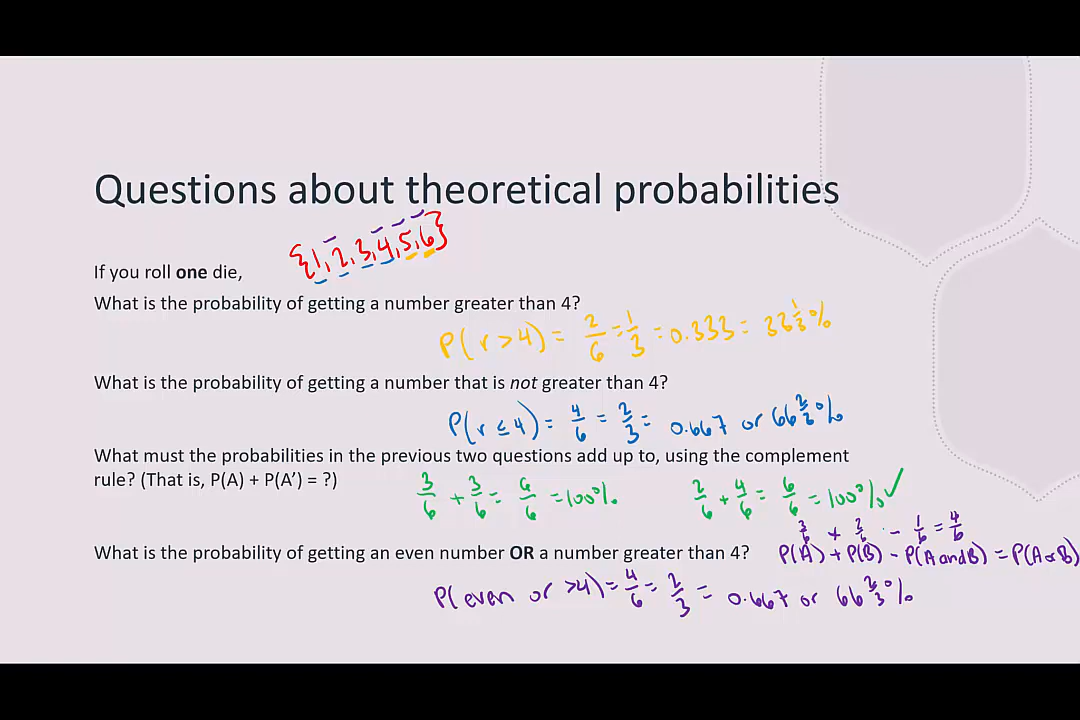 Questions about theoretical probabilities
{1, 2, 3, 4, 5, 6}
If you roll one die,
What is the probability of getting a number greater than 4?
P(r > 4) = 2/6 = 1/3 = 0.333 = 33 1/3 %
What is the probability of getting a number that is not greater than 4?
P(r ≤ 4) = 4/6 = 2/3 = 0.667 or 66 2/3 %
What must the probabilities in the previous two questions add up to, using the complement
rule? (That is, P(A) + P(A’) = ?)
3/6 + 3/6 = 6/6 = 100% 2/6 + 4/6 = 6/6 = 100% ✓
3/6 + 2/6 - 1/6 = 4/6
What is the probability of getting an even number OR a number greater than 4? P(A) + P(B) - P(A and B) = P(A or B)
P(even or >4) = 4/6 = 2/3 = 0.667 or 66 2/3 %